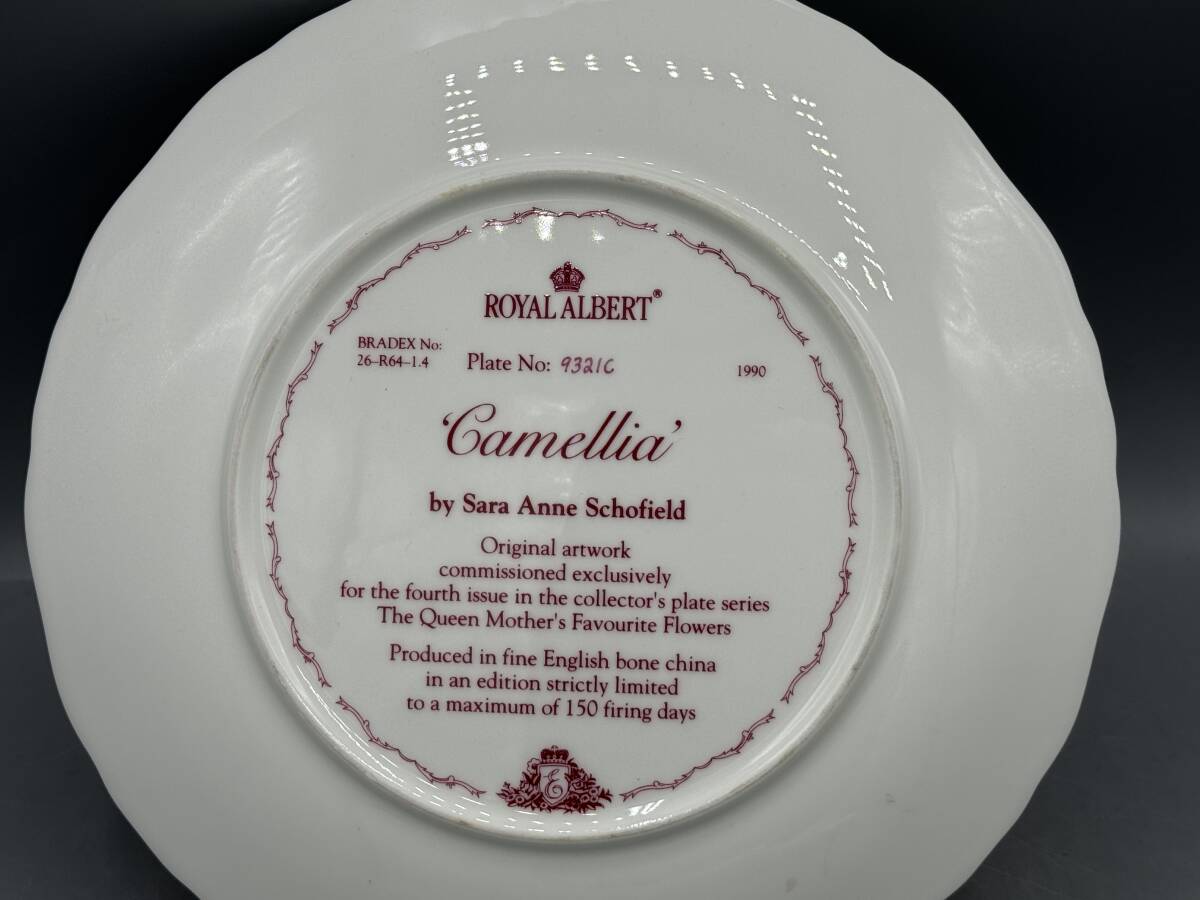 ROYAL ALBERT®
BRADEX No:
26–R64–1.4
Plate No: 9321C
1990
‘Camellia’
by Sara Anne Schofield
Original artwork
commissioned exclusively
for the fourth issue in the collector's plate series
The Queen Mother's Favourite Flowers
Produced in fine English bone china
in an edition strictly limited
to a maximum of 150 firing days
E